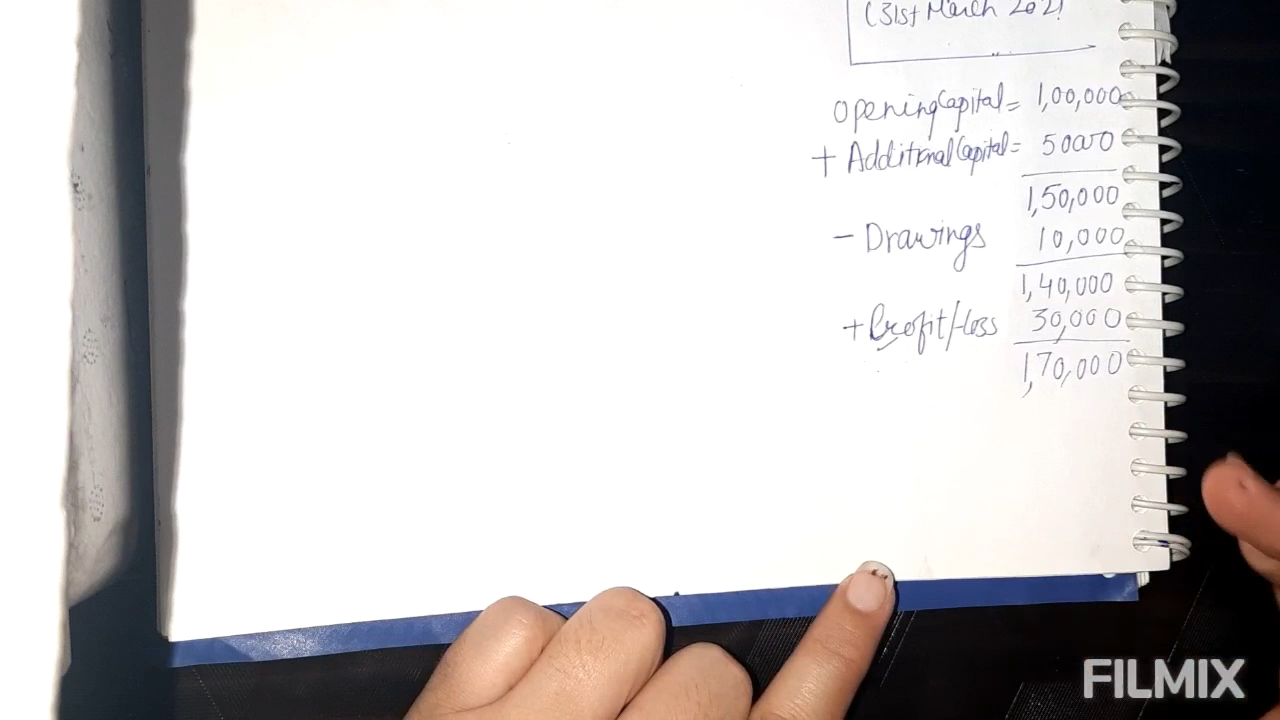 (31st March 2021
Opening Capital = 1,00,000
+ Additional Capital = 50000
1,50,000
- Drawings 10,000
1,40,000
+ Profit/-Loss 30,000
1,70,000
FILMIX